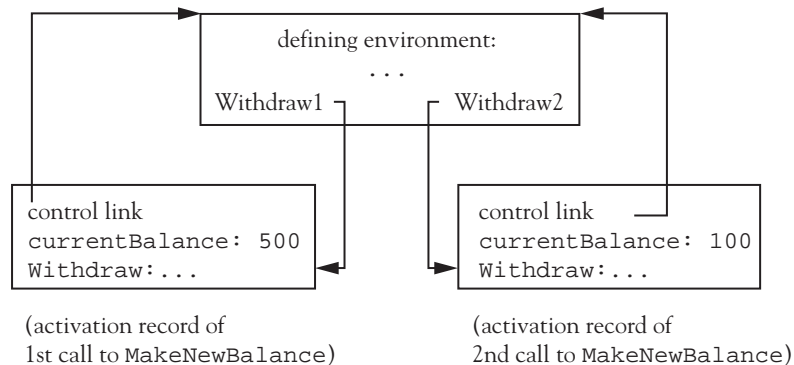 defining environment:
. . .
Withdraw1 Withdraw2
control link
currentBalance: 500
Withdraw:...
(activation record of
1st call to MakeNewBalance)
control link
currentBalance: 100
Withdraw:...
(activation record of
2nd call to MakeNewBalance)